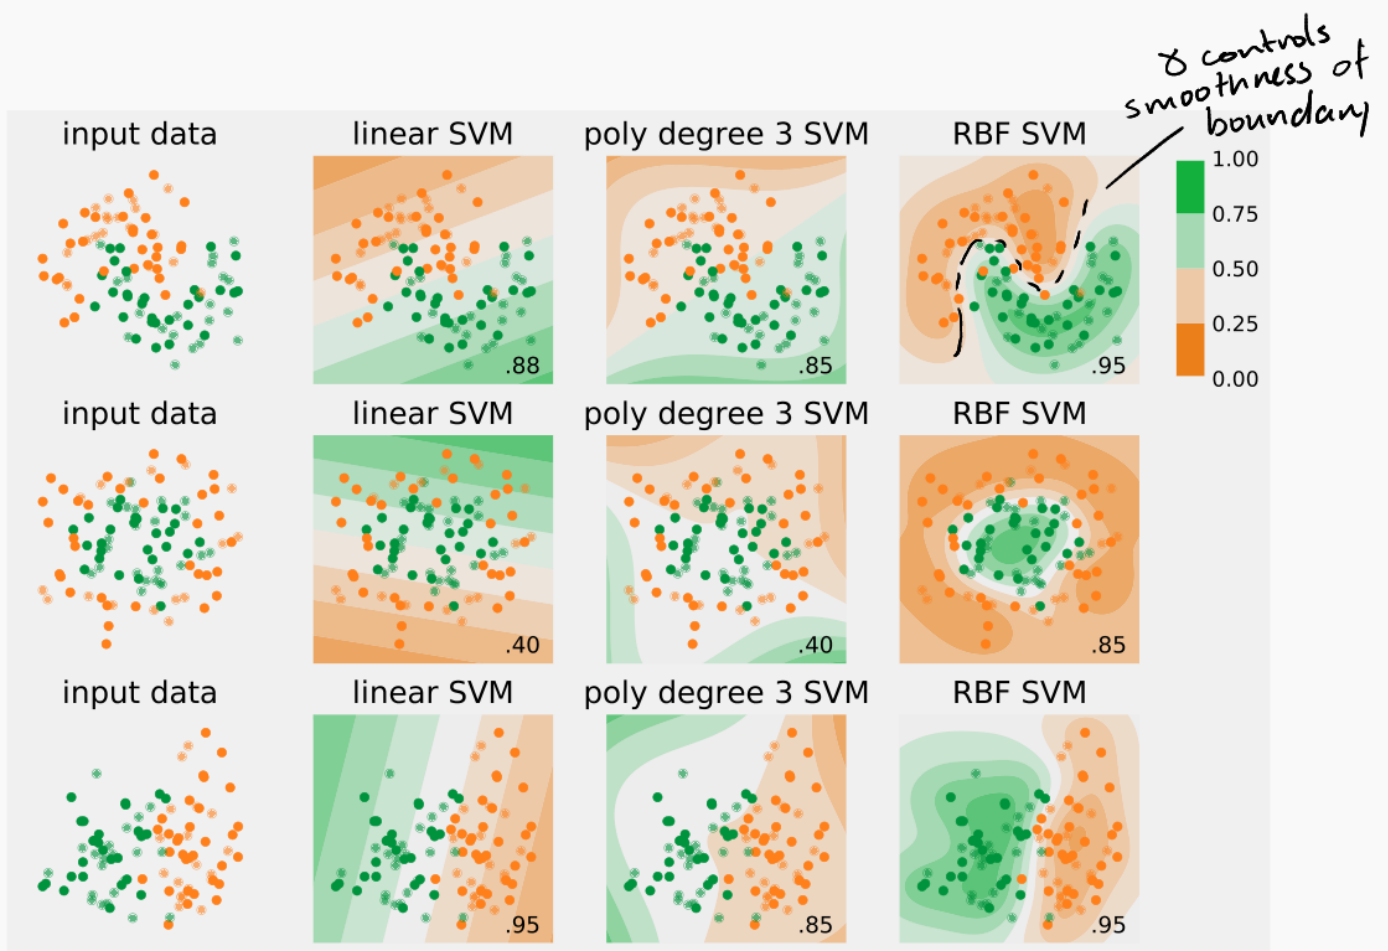 γ controls
smoothness of
boundary
input data
linear SVM
poly degree 3 SVM
RBF SVM
1.00
0.75
0.50
0.25
0.00
.88
.85
.95
input data
linear SVM
poly degree 3 SVM
RBF SVM
.40
.40
.85
input data
linear SVM
poly degree 3 SVM
RBF SVM
.95
.85
.95